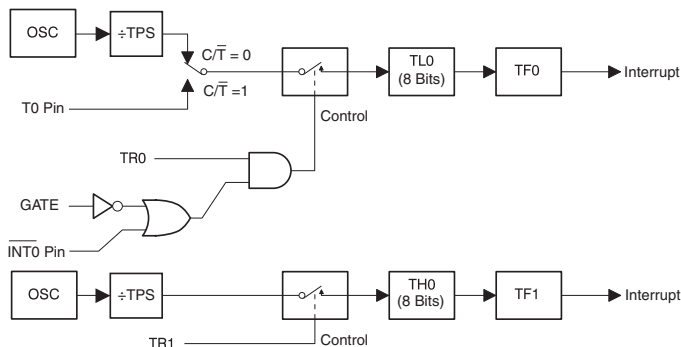 OSC
÷TPS
C/T̅ = 0
C/T̅ =1
T0 Pin
TL0
(8 Bits)
TF0
Interrupt
Control
TR0
GATE
I̅N̅T̅0̅ Pin
OSC
÷TPS
TH0
(8 Bits)
TF1
Interrupt
TR1
Control